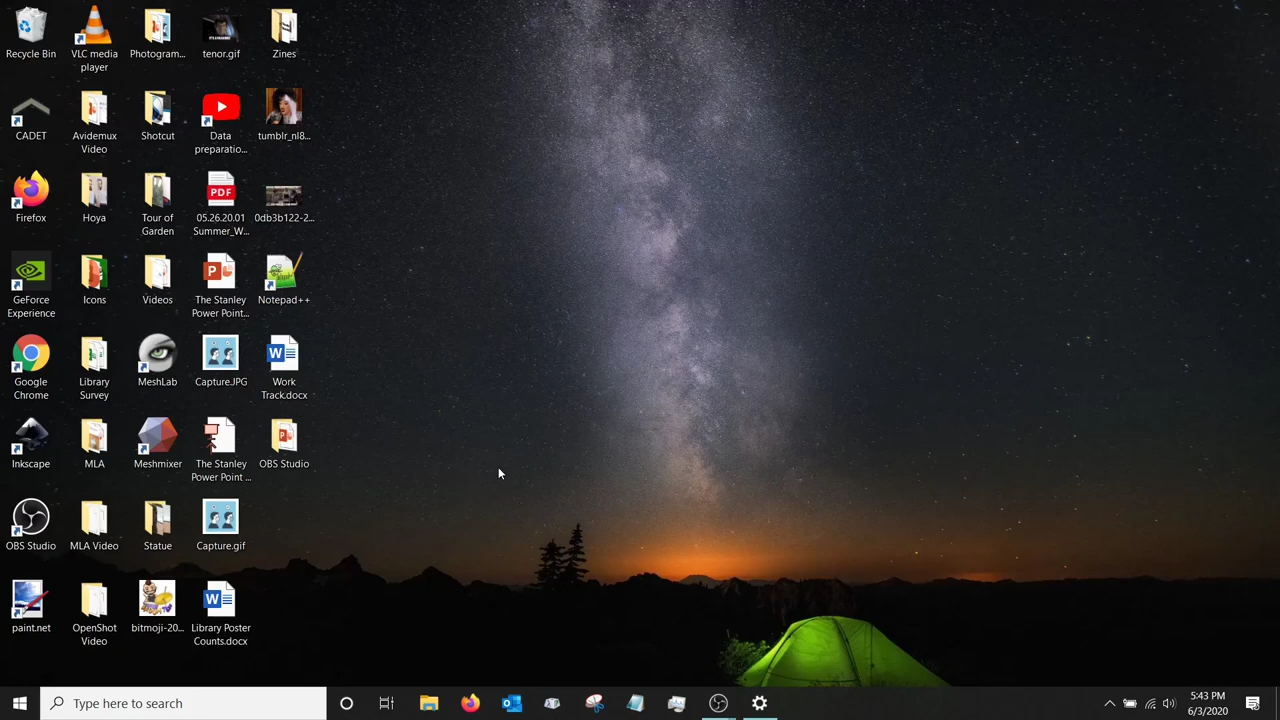 Recycle Bin
VLC media
player
Photogram...
tenor.gif
Zines
CADET
Avidemux
Video
Shotcut
Data
preparatio...
tumblr_nl8...
Firefox
Hoya
Tour of
Garden
PDF
05.26.20.01
Summer_W...
0db3b122-2...
GeForce
Experience
Icons
Videos
The Stanley
Power Point...
Notepad++
Google
Chrome
Library
Survey
MeshLab
Capture.JPG
Work
Track.docx
Inkscape
MLA
Meshmixer
The Stanley
Power Point ...
OBS Studio
OBS Studio
MLA Video
Statue
Capture.gif
paint.net
OpenShot
Video
bitmoji-20...
Library Poster
Counts.docx
Type here to search
5:43 PM
6/3/2020